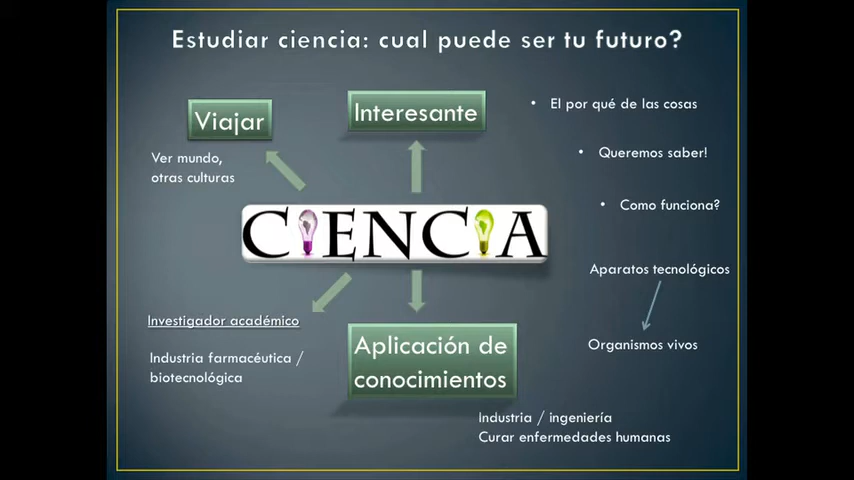 Estudiar ciencia: cual puede ser tu futuro?
Viajar
Ver mundo,
otras culturas
Interesante
• El por qué de las cosas
• Queremos saber!
• Como funciona?
CIENCIA
Aparatos tecnológicos
Organismos vivos
Investigador académico
Industria farmacéutica /
biotecnológica
Aplicación de
conocimientos
Industria / ingeniería
Curar enfermedades humanas